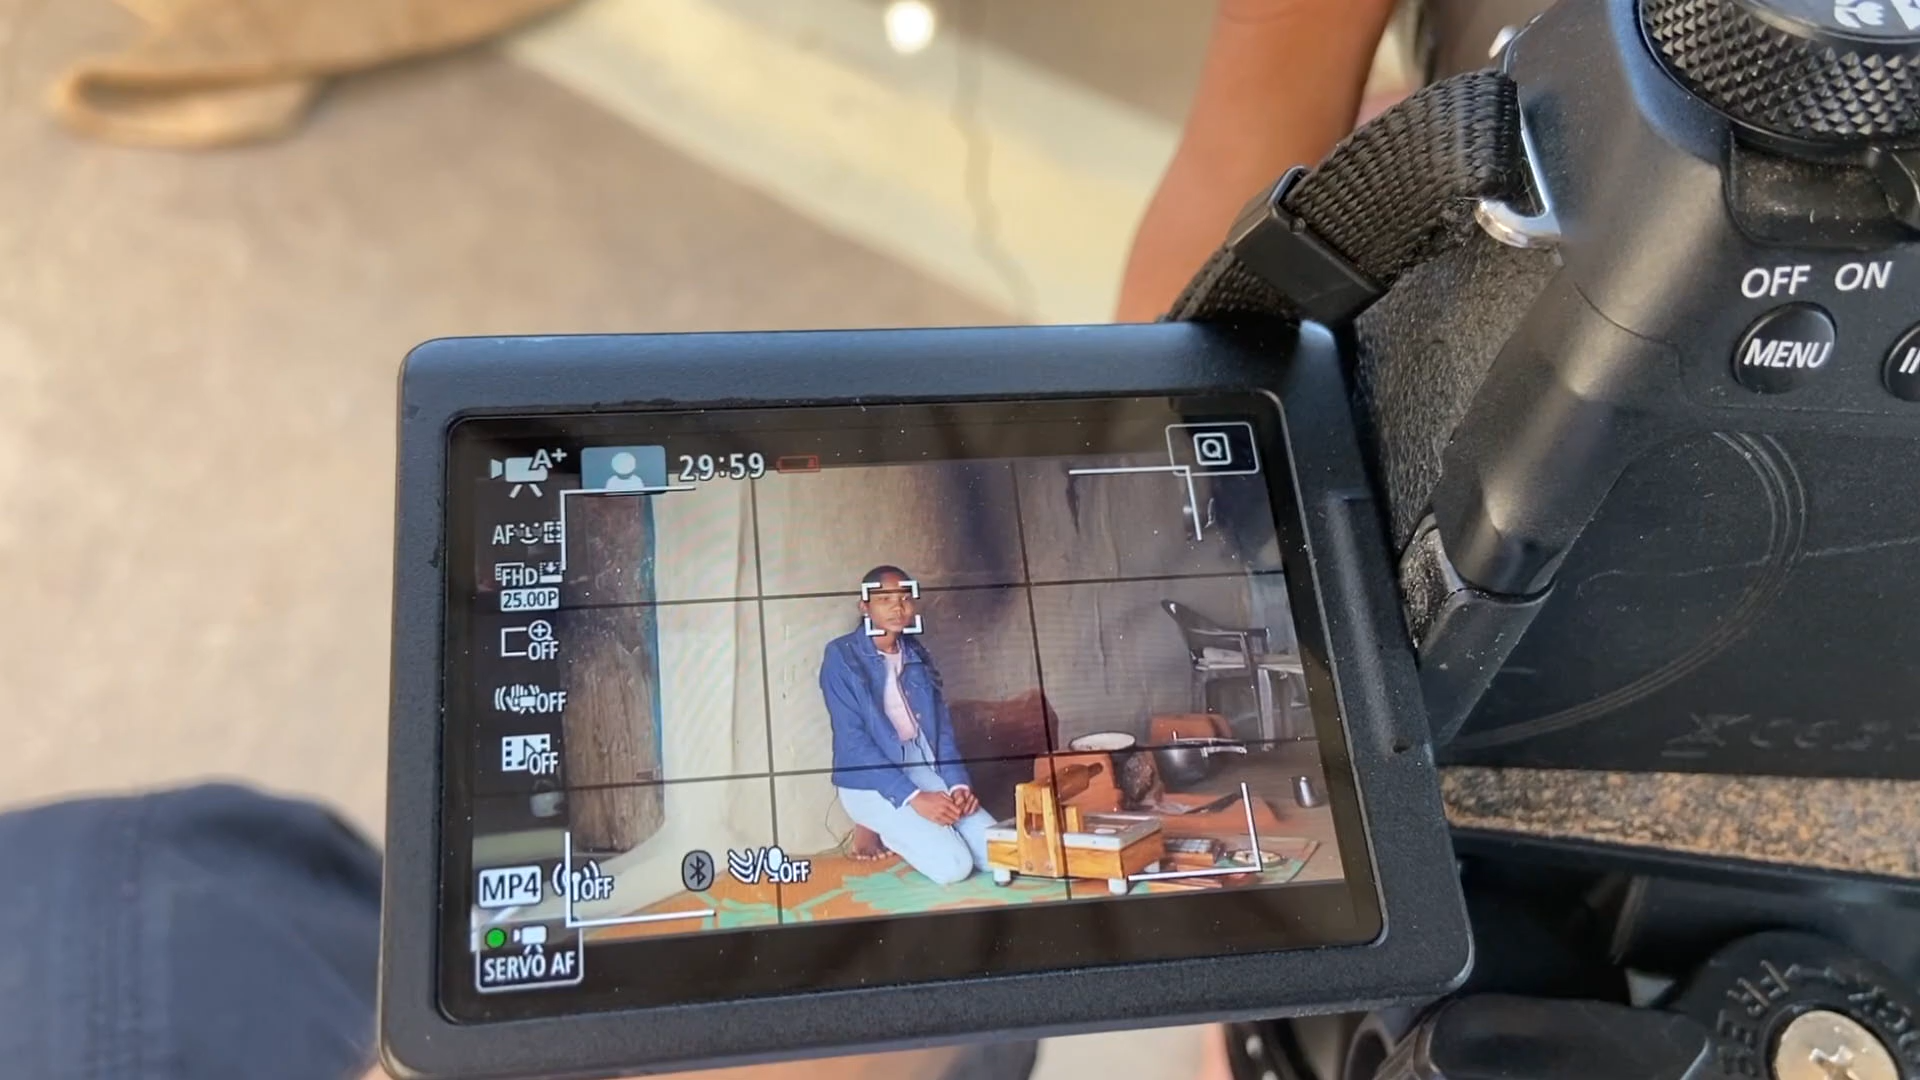 OFF ON
MENU
A+ 29:59 Q
AF
FHD
25.00P
OFF
OFF
OFF
MP4 OFF OFF
SERVO AF